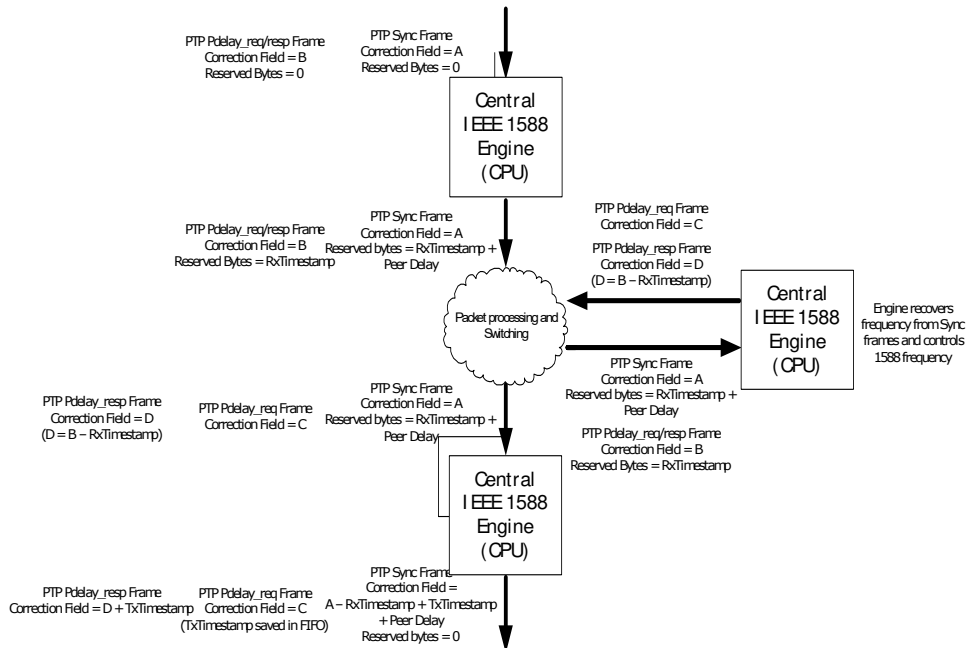 PTP Pdelay_req/resp Frame
Correction Field = B
Reserved Bytes = 0
PTP Sync Frame
Correction Field = A
Reserved Bytes = 0
Central
IEEE 1588
Engine
(CPU)
PTP Pdelay_req/resp Frame
Correction Field = B
Reserved Bytes = RxTimestamp
PTP Sync Frame
Correction Field = A
Reserved bytes = RxTimestamp +
Peer Delay
PTP Pdelay_req Frame
Correction Field = C
PTP Pdelay_resp Frame
Correction Field = D
(D = B – RxTimestamp)
Packet processing and
Switching
Central
IEEE 1588
Engine
(CPU)
Engine recovers
frequency from Sync
frames and controls
1588 frequency
PTP Sync Frame
Correction Field = A
Reserved bytes = RxTimestamp +
Peer Delay
PTP Pdelay_req/resp Frame
Correction Field = B
Reserved Bytes = RxTimestamp
PTP Pdelay_resp Frame
Correction Field = D
(D = B – RxTimestamp)
PTP Pdelay_req Frame
Correction Field = C
PTP Sync Frame
Correction Field = A
Reserved bytes = RxTimestamp +
Peer Delay
Central
IEEE 1588
Engine
(CPU)
PTP Pdelay_resp Frame
Correction Field = D + TxTimestamp
PTP Pdelay_req Frame
Correction Field = C
(TxTimestamp saved in FIFO)
PTP Sync Frame
Correction Field =
A – RxTimestamp + TxTimestamp
+ Peer Delay
Reserved bytes = 0